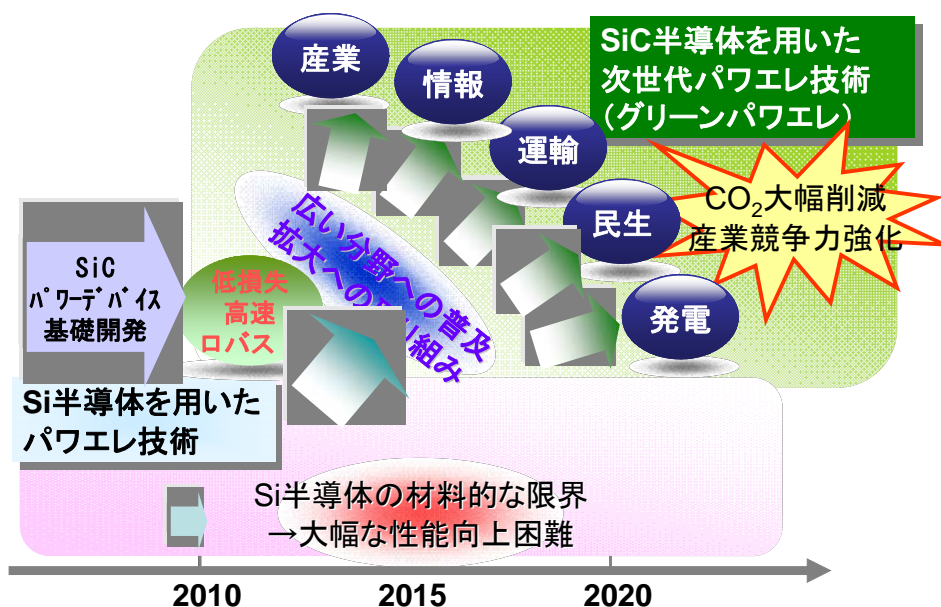 産業
情報
運輸
民生
発電
SiC半導体を用いた
次世代パワエレ技術
（グリーンパワエレ）
CO₂大幅削減
産業競争力強化
広い分野への普及
拡大への取り組み
SiC
ﾊﾟﾜｰﾃﾞﾊﾞｲｽ
基礎開発
低損失
高速
ロバス
Si半導体を用いた
パワエレ技術
Si半導体の材料的な限界
→大幅な性能向上困難
2010
2015
2020